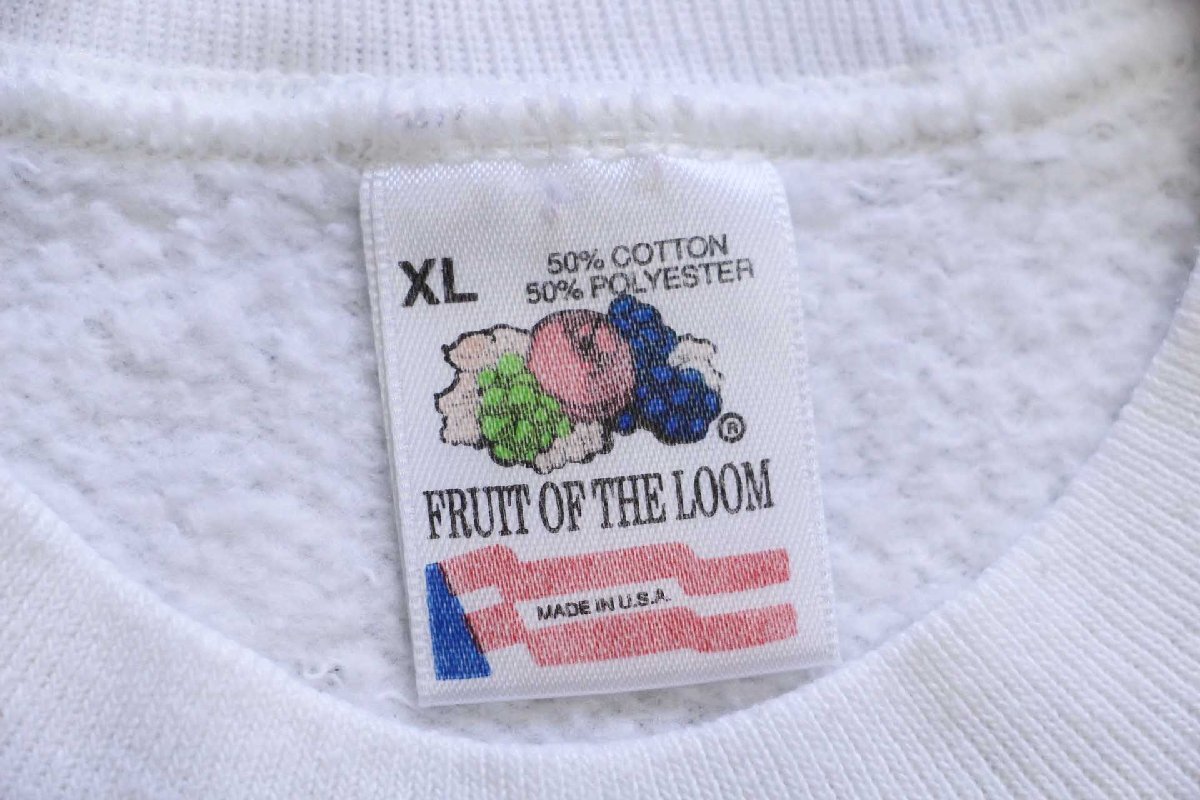 XL
50% COTTON
50% POLYESTER
®
FRUIT OF THE LOOM
MADE IN U.S.A.